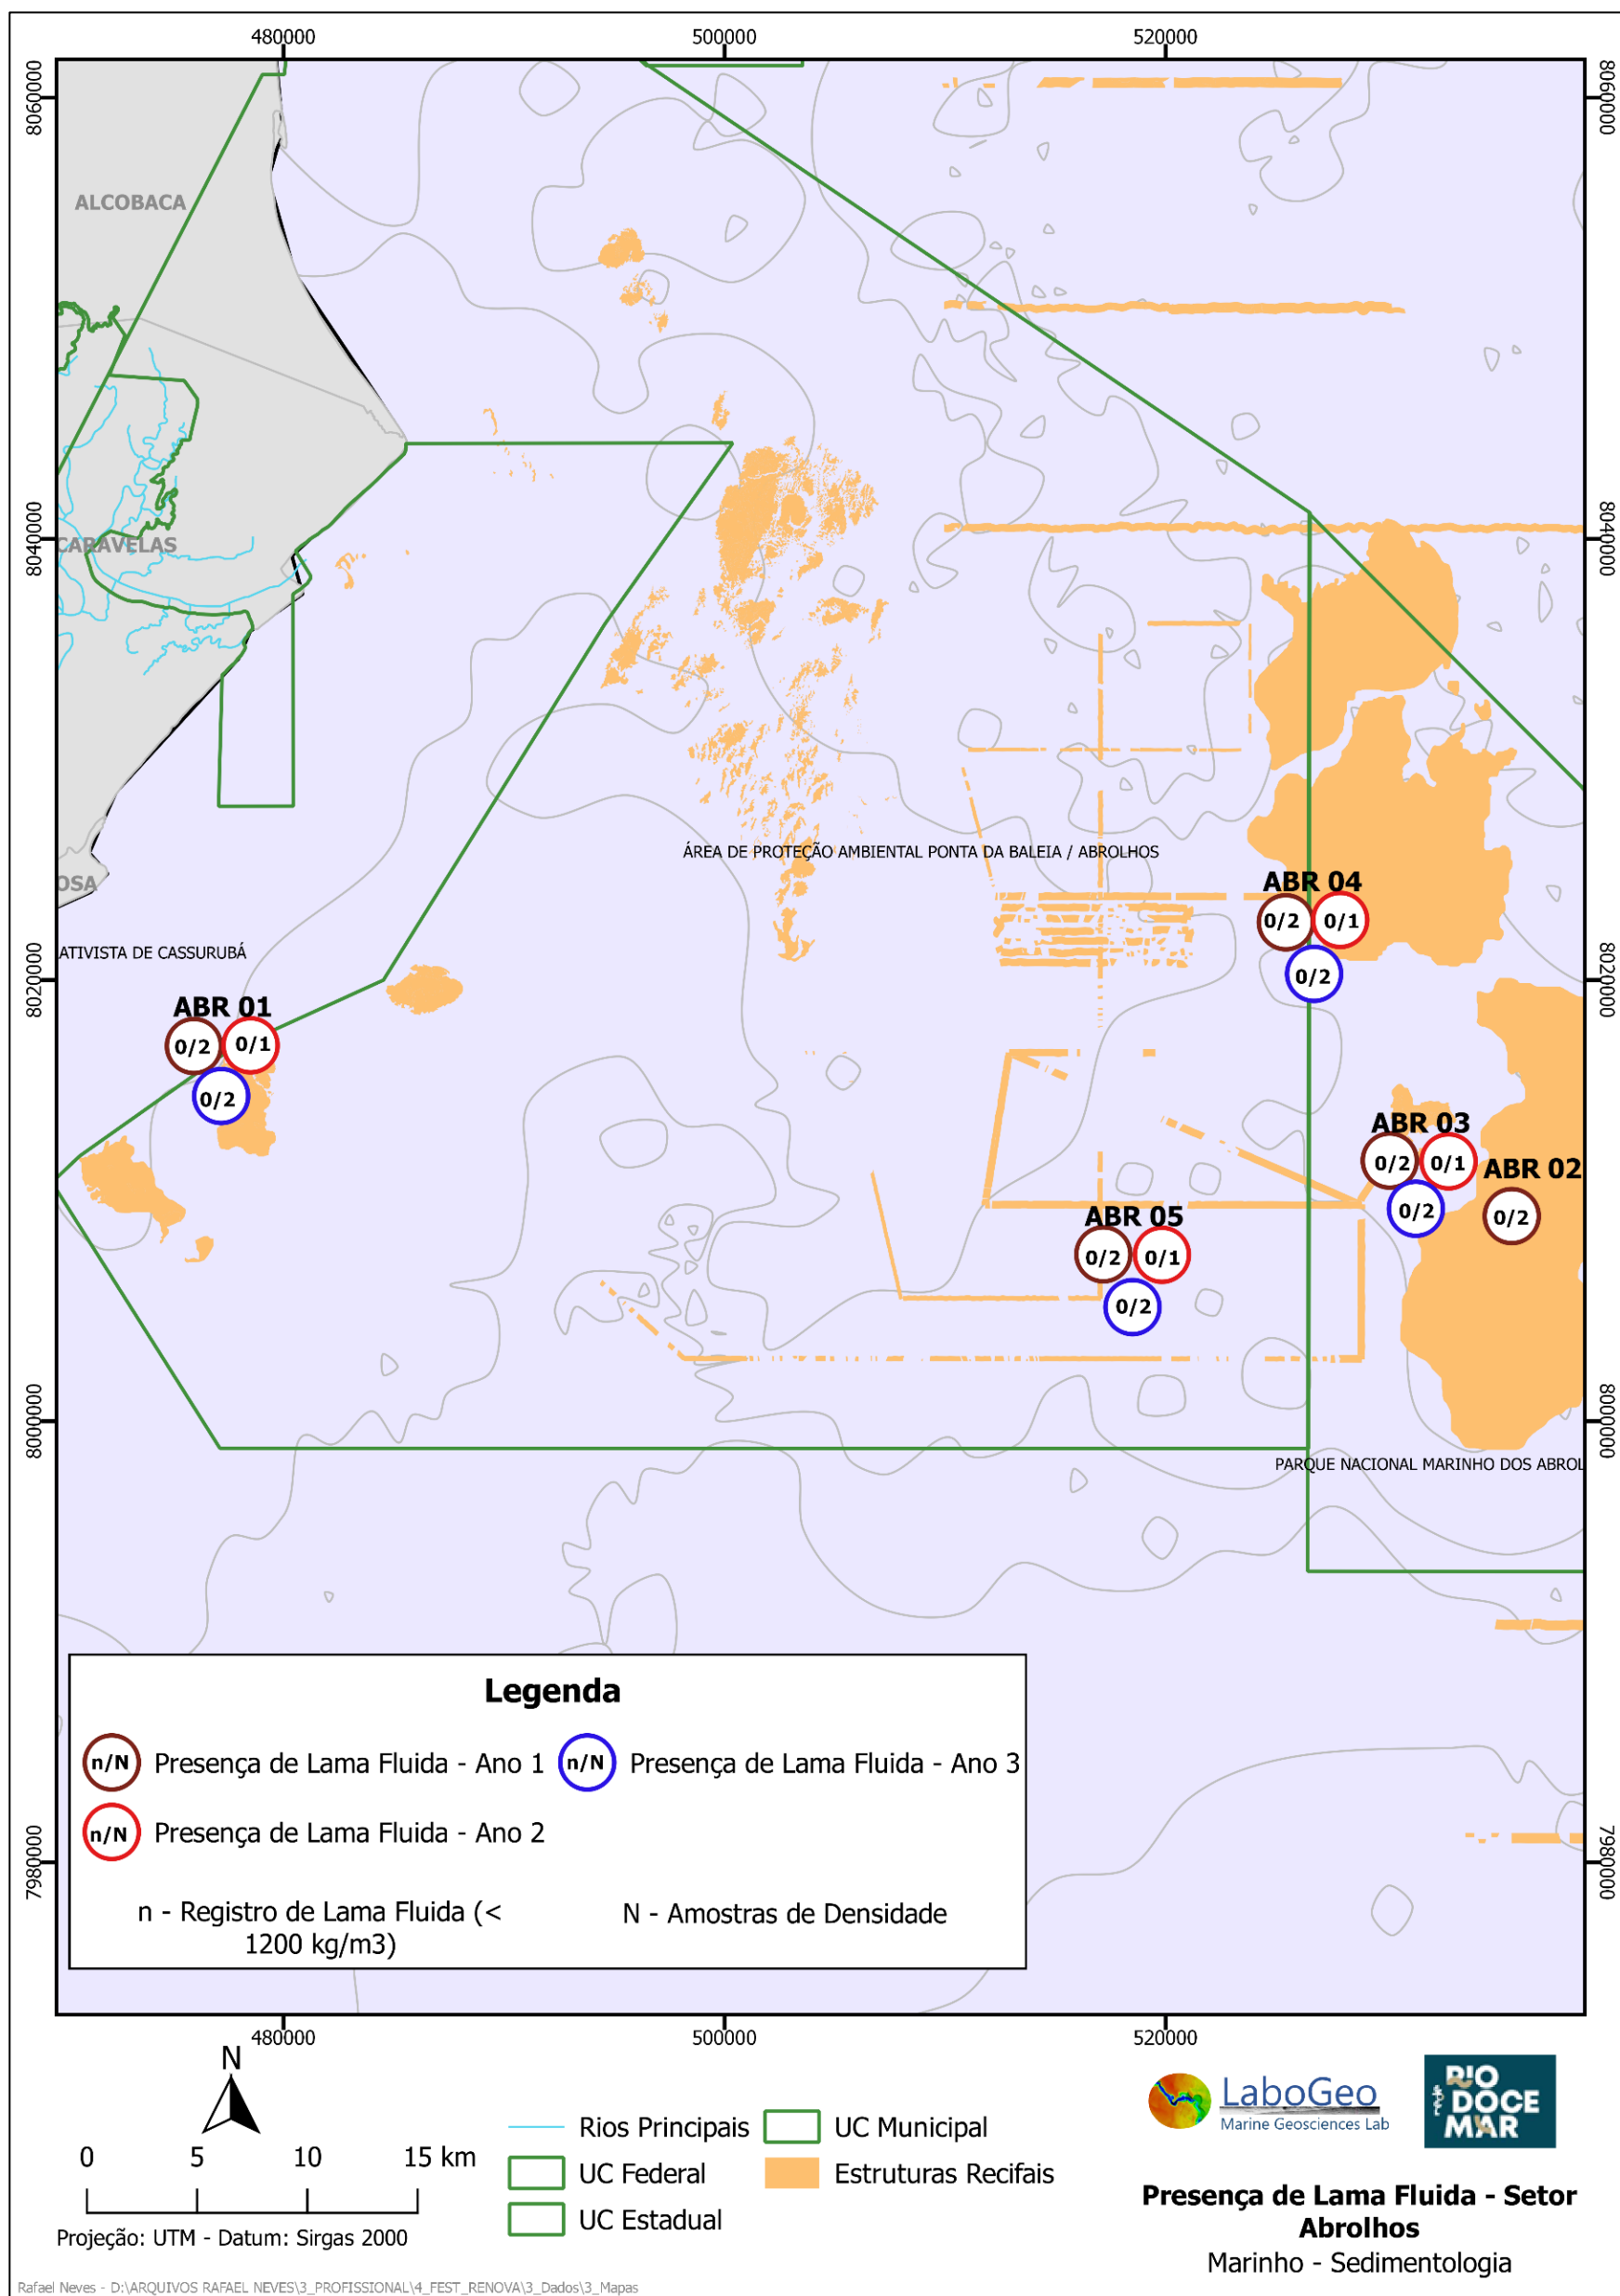 480000
500000
520000
8060000
8060000
ALCOBACA
8040000
8040000
CARAVELAS
ÁREA DE PROTEÇÃO AMBIENTAL PONTA DA BALEIA / ABROLHOS
OSA
ABR 04
0/2
0/1
0/2
ATIVISTA DE CASSURUBÁ
8020000
8020000
ABR 01
0/2
0/1
0/2
ABR 03
0/2
0/1
0/2
ABR 02
0/2
ABR 05
0/2
0/1
0/2
8000000
8000000
PARQUE NACIONAL MARINHO DOS ABROL
Legenda
n/N Presença de Lama Fluida - Ano 1
n/N Presença de Lama Fluida - Ano 3
n/N Presença de Lama Fluida - Ano 2
n - Registro de Lama Fluida (<
1200 kg/m3)
N - Amostras de Densidade
7980000
7980000
480000
500000
520000
N
0 5 10 15 km
Projeção: UTM - Datum: Sirgas 2000
Rios Principais
UC Federal
UC Estadual
UC Municipal
Estruturas Recifais
LaboGeo
Marine Geosciences Lab
rede
RIO
DOCE
MAR
Presença de Lama Fluida - Setor
Abrolhos
Marinho - Sedimentologia
Rafael Neves - D:\ARQUIVOS RAFAEL NEVES\3_PROFISSIONAL\4_FEST_RENOVA\3_Dados\3_Mapas